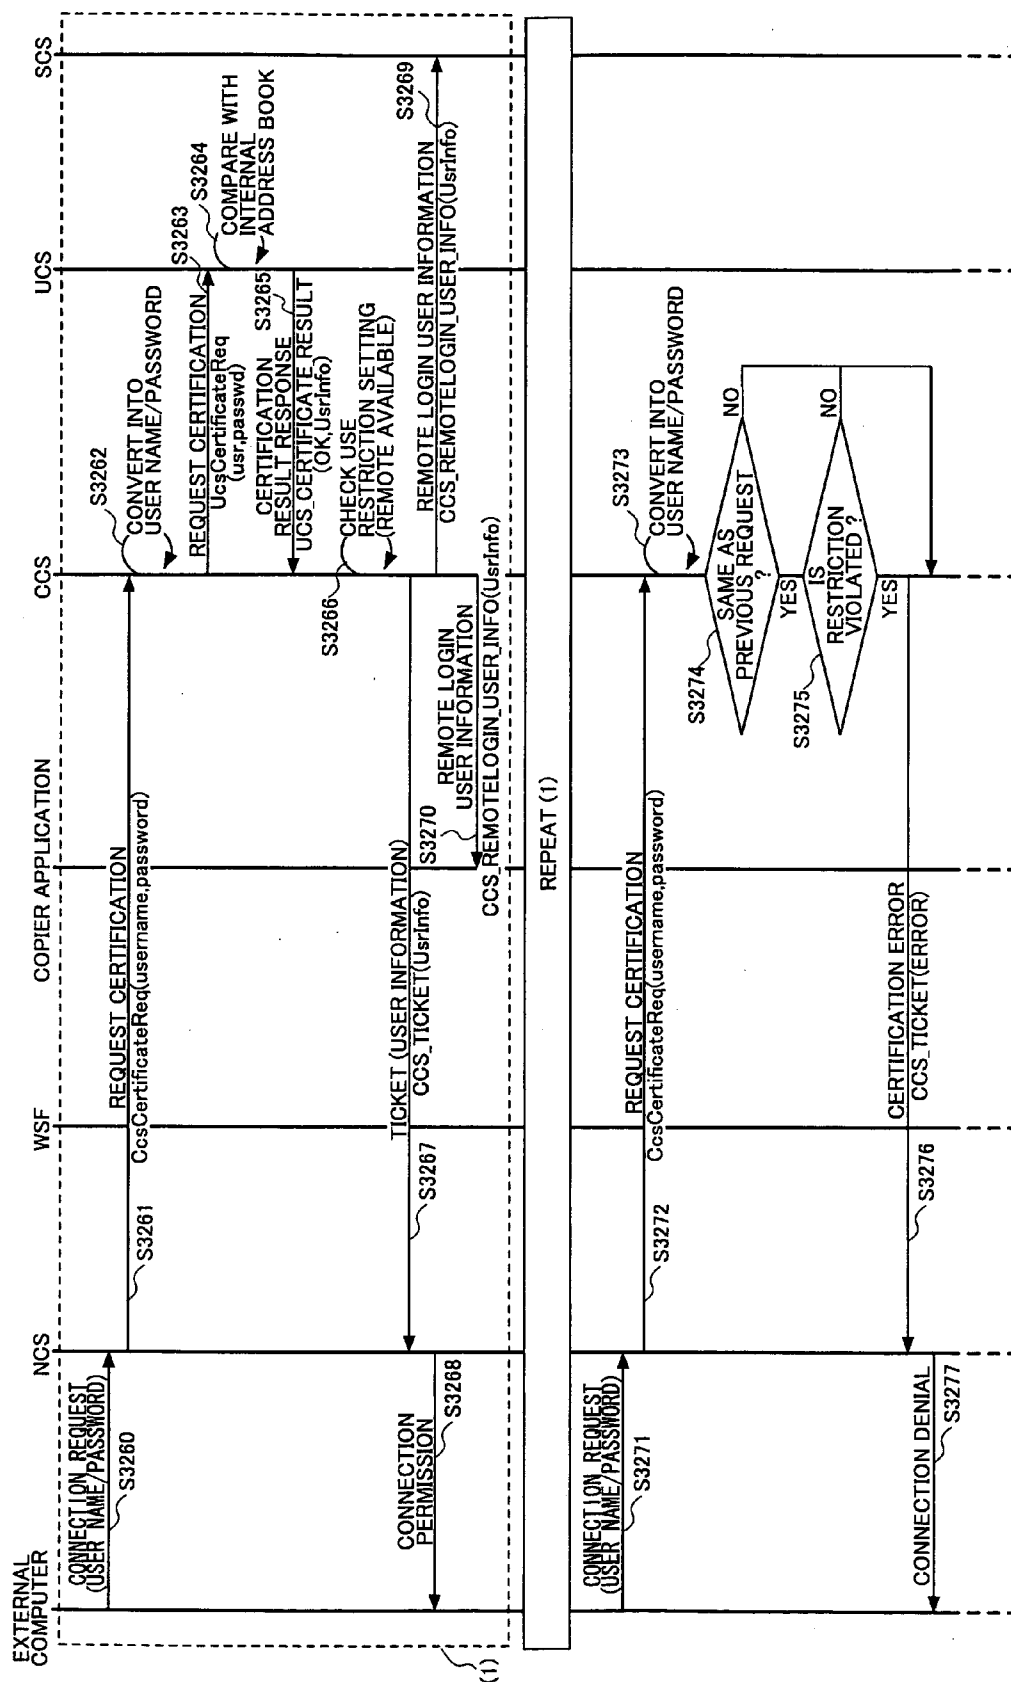 EXTERNAL
COMPUTER
NCS
WSF
COPIER APPLICATION
CCS
UCS
SCS
CONNECTION REQUEST
(USER NAME/PASSWORD)
S3260
REQUEST CERTIFICATION
CcsCertificateReq(username,password)
S3261
S3262
CONVERT INTO
USER NAME/PASSWORD
REQUEST CERTIFICATION
UcsCertificateReq
(usr,passwd)
S3263
S3264
COMPARE WITH
INTERNAL
ADDRESS BOOK
S3265
CERTIFICATION
RESULT RESPONSE
UCS_CERTIFICATE_RESULT
(OK,UsrInfo)
S3266
CHECK USE
RESTRICTION SETTING
(REMOTE AVAILABLE)
TICKET (USER INFORMATION)
CCS_TICKET(UsrInfo)
S3267
CONNECTION
PERMISSION
S3268
REMOTE LOGIN USER INFORMATION
CCS_REMOTELOGIN_USER_INFO(UsrInfo)
S3269
REMOTE LOGIN
USER INFORMATION
S3270
CCS_REMOTELOGIN_USER_INFO(UsrInfo)
(1)
REPEAT (1)
CONNECTION REQUEST
(USER NAME/PASSWORD)
S3271
REQUEST CERTIFICATION
CcsCertificateReq(username,password)
S3272
S3273
CONVERT INTO
USER NAME/PASSWORD
S3274
SAME AS
PREVIOUS REQUEST
?
NO
YES
S3275
IS
RESTRICTION
VIOLATED ?
NO
YES
CERTIFICATION ERROR
CCS_TICKET(ERROR)
S3276
CONNECTION DENIAL
S3277